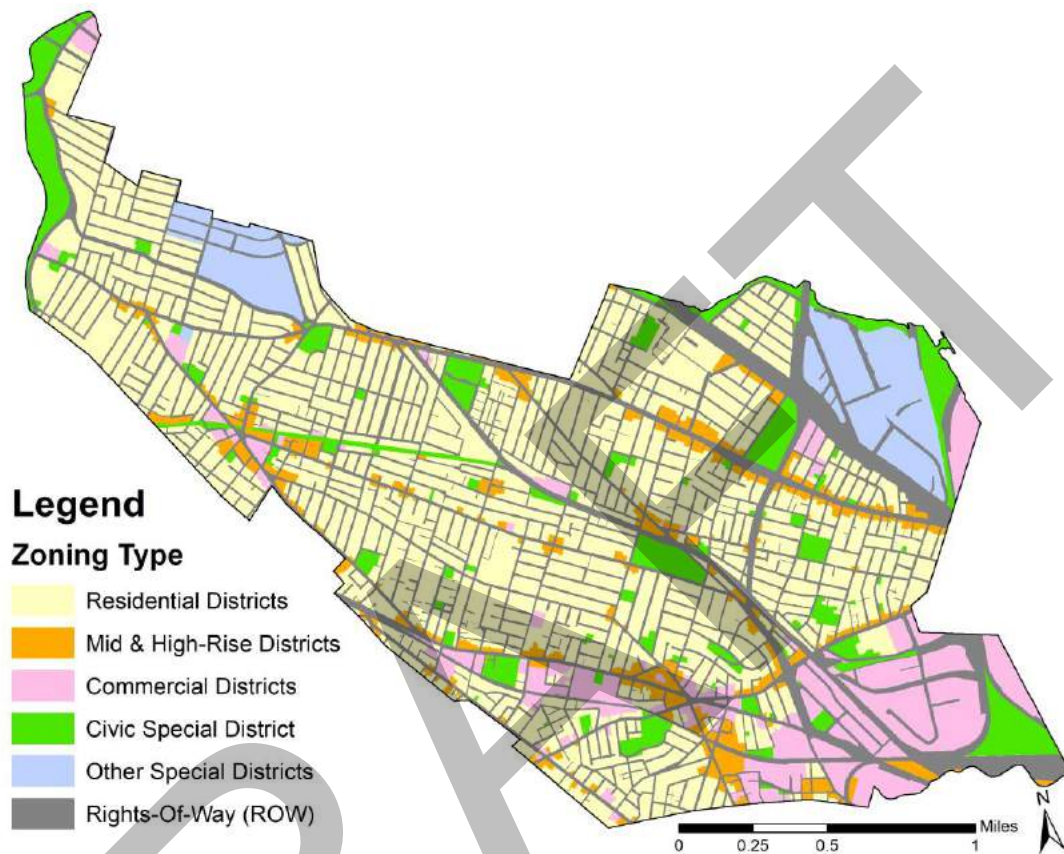 Legend
Zoning Type
Residential Districts
Mid & High-Rise Districts
Commercial Districts
Civic Special District
Other Special Districts
Rights-Of-Way (ROW)
Miles
0 0.25 0.5 1
N
DRAFT